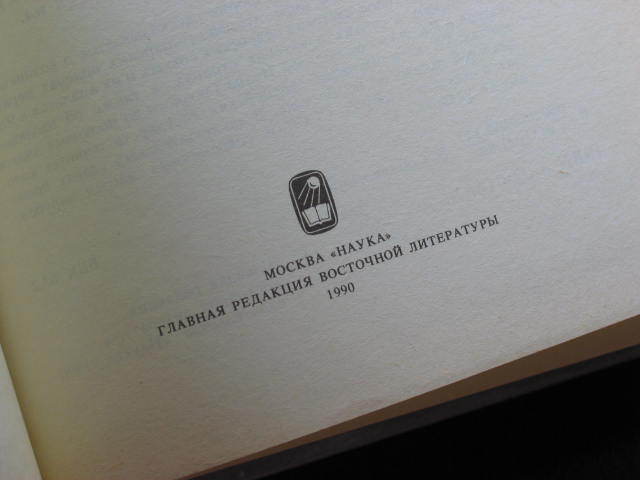 МОСКВА «НАУКА»
ГЛАВНАЯ РЕДАКЦИЯ ВОСТОЧНОЙ ЛИТЕРАТУРЫ
1990